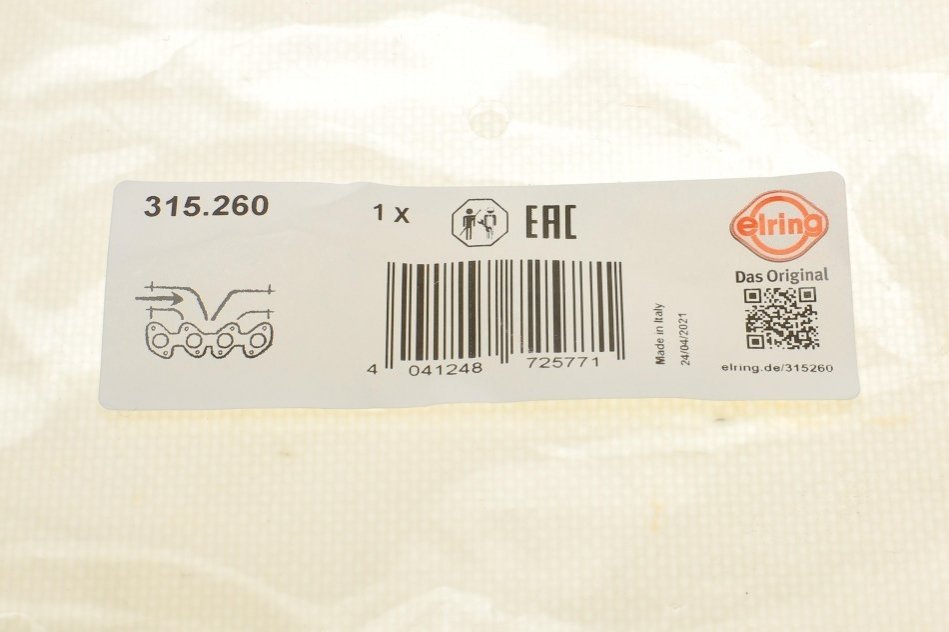 315.260
1 x
EAC
elring
Das Original
4 041248 725771
Made in Italy
24/04/2021
elring.de/315260